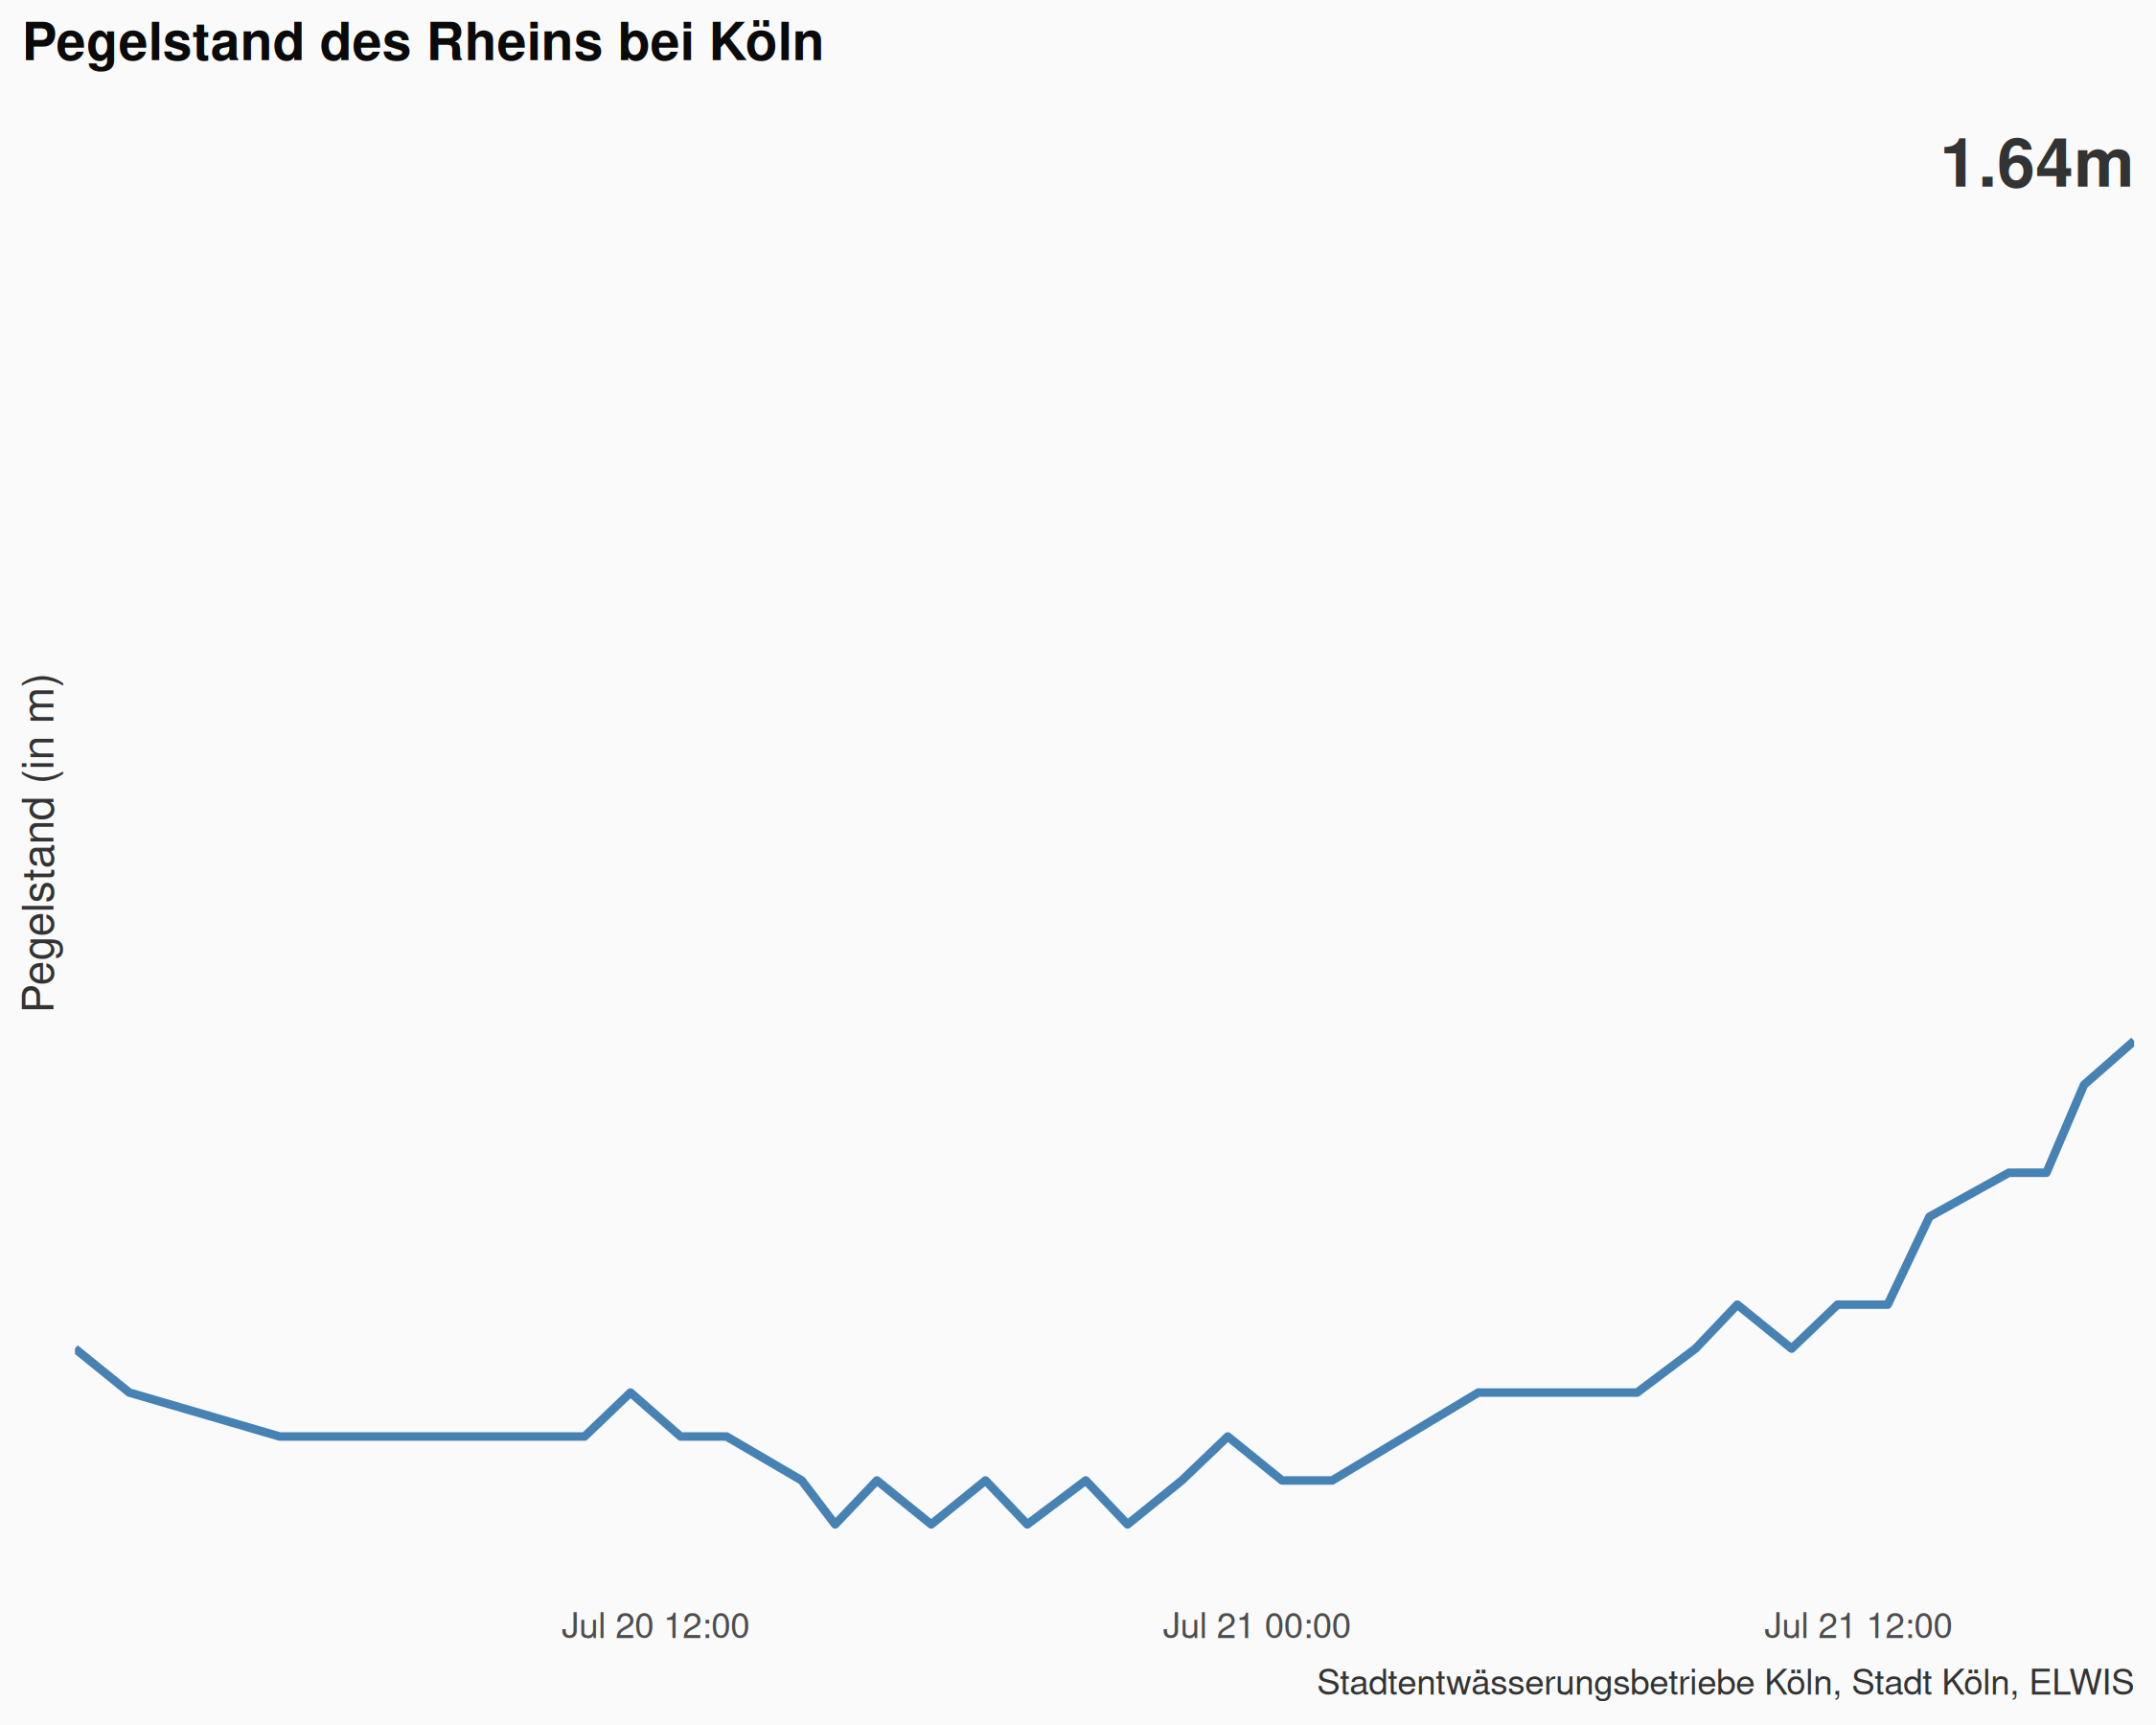 Pegelstand des Rheins bei Köln
1.64m
Pegelstand (in m)
Jul 20 12:00
Jul 21 00:00
Jul 21 12:00
Stadtentwässerungsbetriebe Köln, Stadt Köln, ELWIS